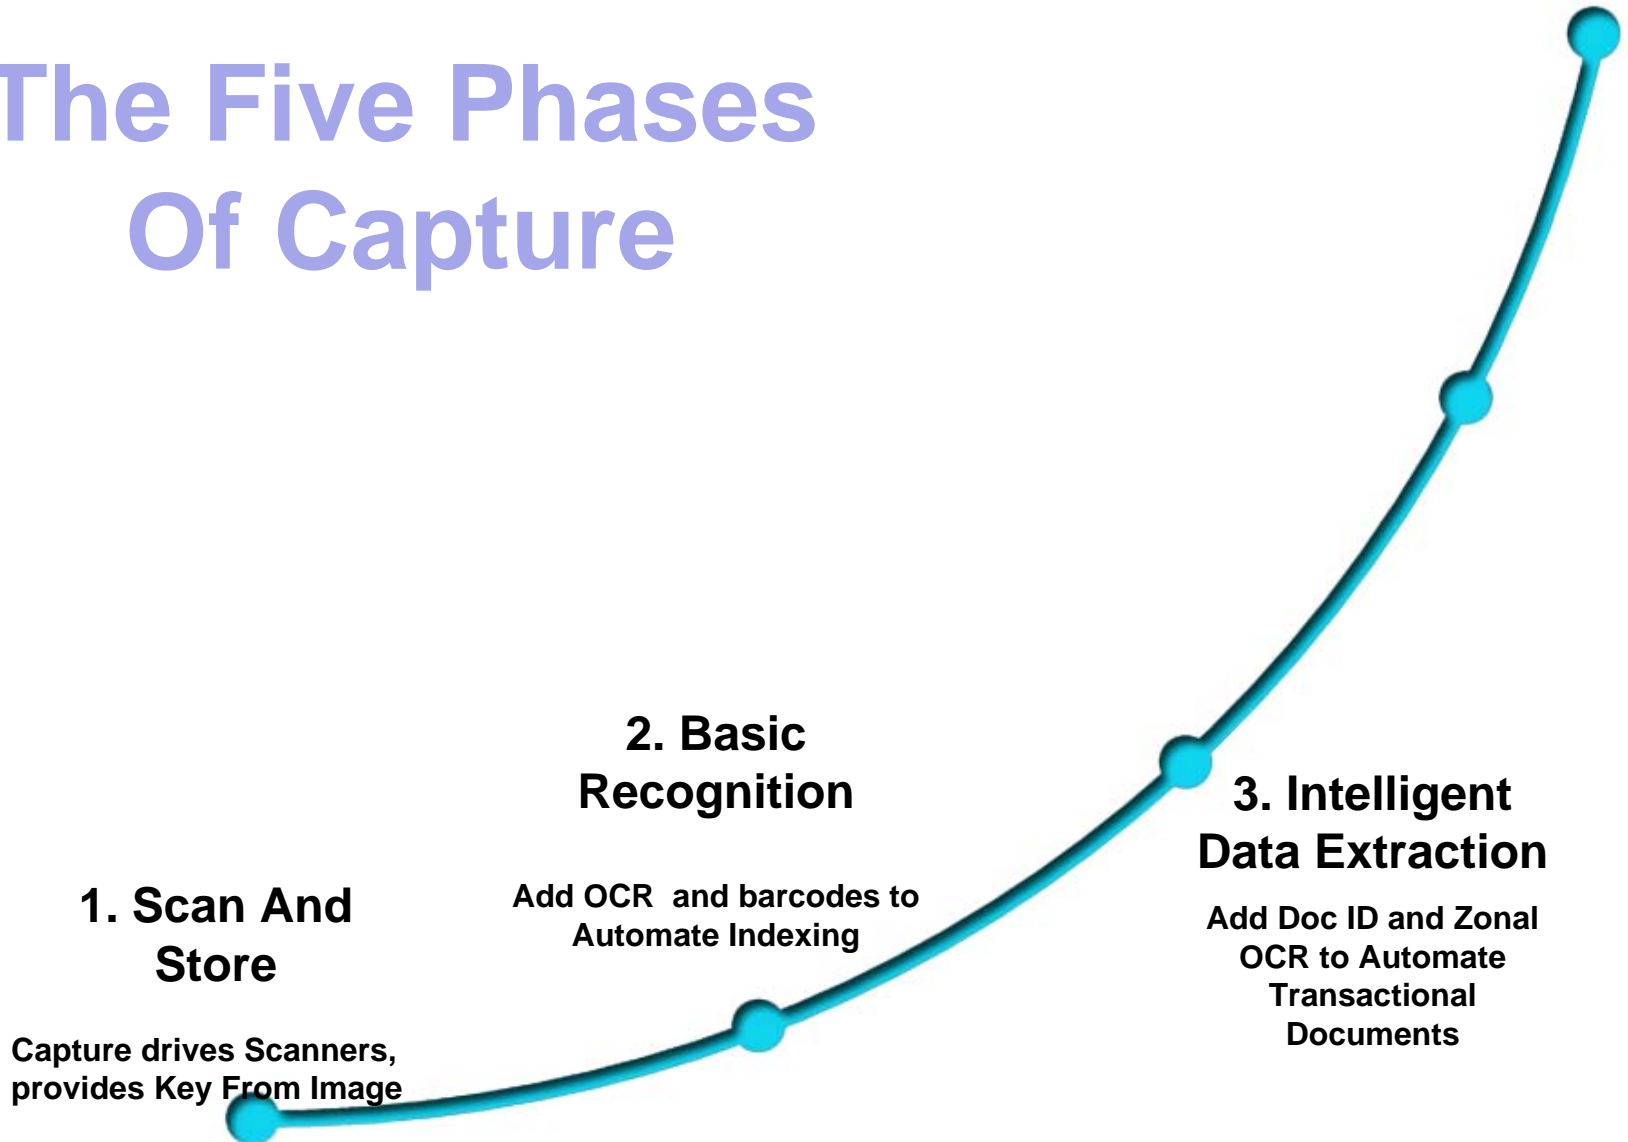 The Five Phases
Of Capture
1. Scan And
Store
Capture drives Scanners,
provides Key From Image
2. Basic
Recognition
Add OCR  and barcodes to
Automate Indexing
3. Intelligent
Data Extraction
Add Doc ID and Zonal
OCR to Automate
Transactional
Documents